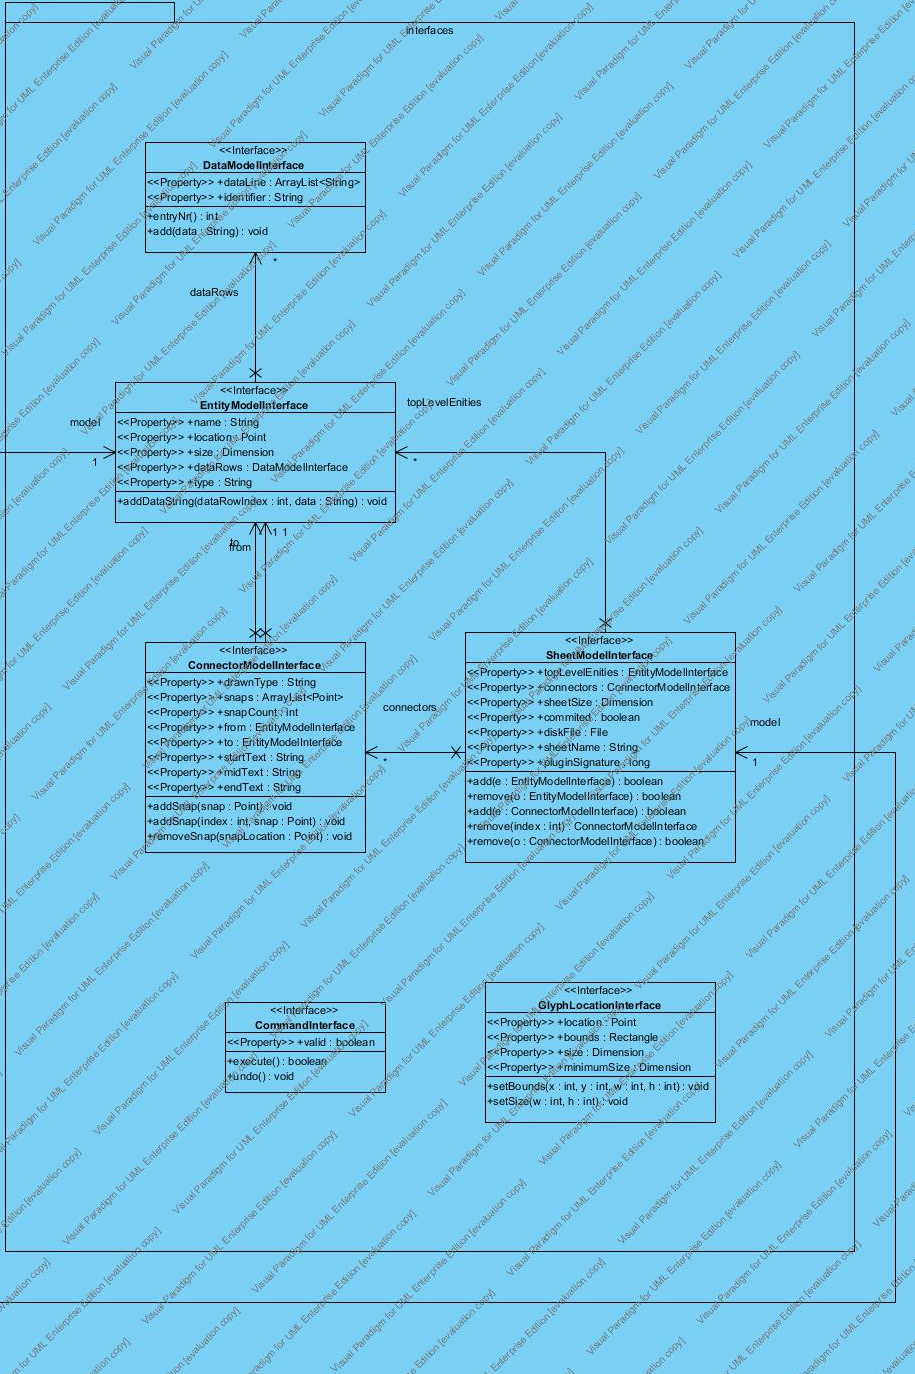 interfaces
<<Interface>>
DataModelInterface
<<Property>> +dataLine : ArrayList<String>
<<Property>> +identifier : String
+entryNr() : int
+add(data : String) : void
*
dataRows
<<Interface>>
EntityModelInterface
<<Property>> +name : String
<<Property>> +location : Point
<<Property>> +size : Dimension
<<Property>> +dataRows : DataModelInterface
<<Property>> +type : String
+addDataString(dataRowIndex : int, data : String) : void
model
1
topLevelEnities
*
1 1
to
from
<<Interface>>
ConnectorModelInterface
<<Property>> +drawnType : String
<<Property>> +snaps : ArrayList<Point>
<<Property>> +snapCount : int
<<Property>> +from : EntityModelInterface
<<Property>> +to : EntityModelInterface
<<Property>> +startText : String
<<Property>> +midText : String
<<Property>> +endText : String
+addSnap(snap : Point) : void
+addSnap(index : int, snap : Point) : void
+removeSnap(snapLocation : Point) : void
connectors
*
<<Interface>>
SheetModelInterface
<<Property>> +topLevelEnities : EntityModelInterface
<<Property>> +connectors : ConnectorModelInterface
<<Property>> +sheetSize : Dimension
<<Property>> +commited : boolean
<<Property>> +diskFile : File
<<Property>> +sheetName : String
<<Property>> +pluginSignature : long
+add(e : EntityModelInterface) : boolean
+remove(o : EntityModelInterface) : boolean
+add(e : ConnectorModelInterface) : boolean
+remove(index : int) : ConnectorModelInterface
+remove(o : ConnectorModelInterface) : boolean
model
1
<<Interface>>
CommandInterface
<<Property>> +valid : boolean
+execute() : boolean
+undo() : void
<<Interface>>
GlyphLocationInterface
<<Property>> +location : Point
<<Property>> +bounds : Rectangle
<<Property>> +size : Dimension
<<Property>> +minimumSize : Dimension
+setBounds(x : int, y : int, w : int, h : int) : void
+setSize(w : int, h : int) : void
Visual Paradigm for UML Enterprise Edition [evaluation copy]